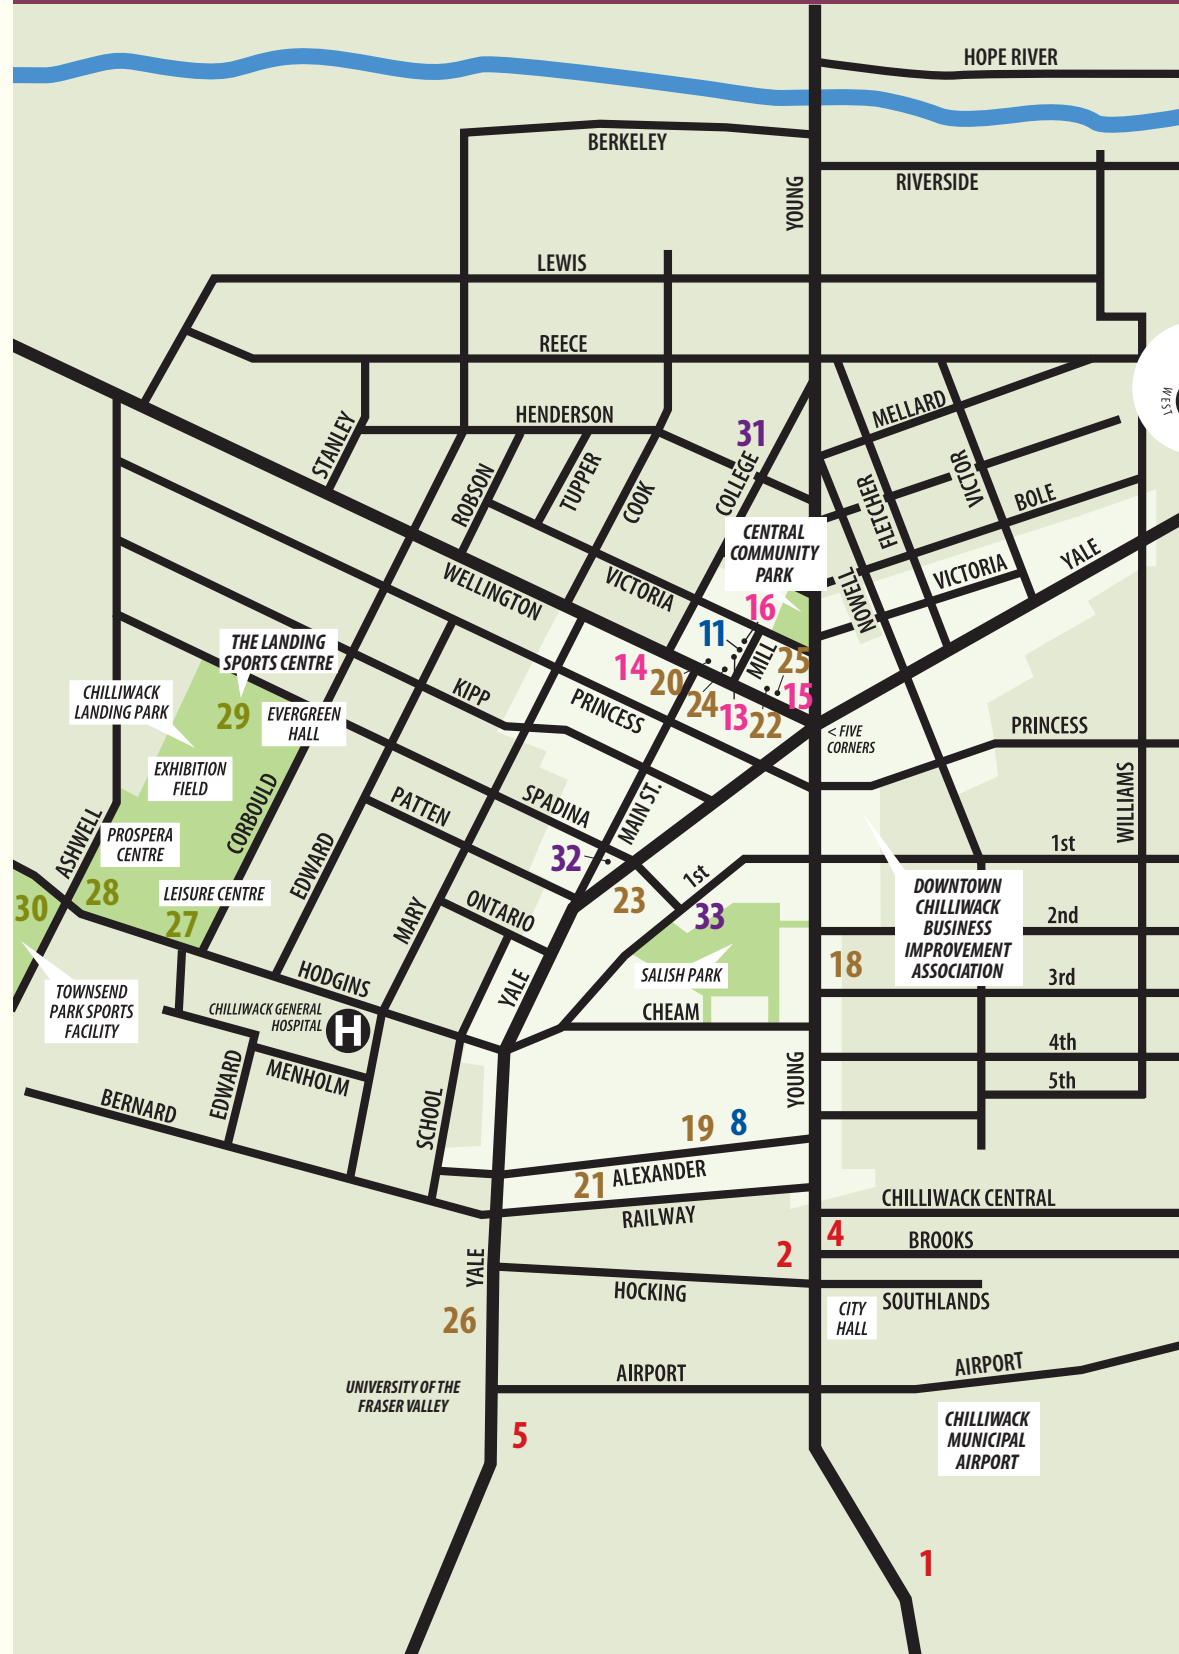 HOPE RIVER
BERKELEY
RIVERSIDE
YOUNG
LEWIS
REECE
WEST
HENDERSON
MELLARD
STANLEY
31
ROBSON
TUPPER
COOK
COLLEGE
FLETCHER
VICTOR
BOLE
CENTRAL
COMMUNITY
PARK
YALE
WELLINGTON
VICTORIA
NOWELL
VICTORIA
16
11
THE LANDING
SPORTS CENTRE
MILL
14
20
25
CHILLIWACK
LANDING PARK
KIPP
PRINCESS
24
13
22
15
29
EVERGREEN
HALL
< FIVE
CORNERS
PRINCESS
EXHIBITION
FIELD
CORBOULD
PATTEN
SPADINA
MAIN ST.
WILLIAMS
ASHWELL
PROSPERA
CENTRE
EDWARD
32
1st
1st
28
LEISURE CENTRE
30
27
MARY
ONTARIO
23
33
DOWNTOWN
CHILLIWACK
BUSINESS
IMPROVEMENT
ASSOCIATION
2nd
HODGINS
YALE
SALISH PARK
18
3rd
TOWNSEND
PARK SPORTS
FACILITY
CHILLIWACK GENERAL
HOSPITAL
H
CHEAM
4th
MENHOLM
EDWARD
YOUNG
5th
BERNARD
SCHOOL
19
8
21
ALEXANDER
RAILWAY
CHILLIWACK CENTRAL
4
BROOKS
2
YALE
HOCKING
SOUTHLANDS
CITY
HALL
26
AIRPORT
AIRPORT
UNIVERSITY OF THE
FRASER VALLEY
5
CHILLIWACK
MUNICIPAL
AIRPORT
1